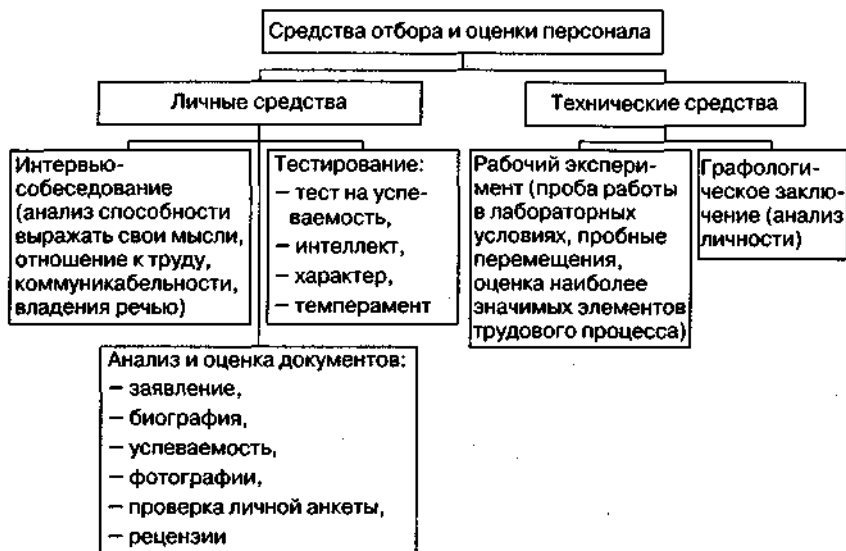 Средства отбора и оценки персонала
Личные средства
Технические средства
Интервью-
собеседование
(анализ способности
выражать свои мысли,
отношение к труду,
коммуникабельности,
владения речью)
Тестирование:
– тест на успе-
ваемость,
– интеллект,
– характер,
– темперамент
Рабочий экспери-
мент (проба работы
в лабораторных
условиях, пробные
перемещения,
оценка наиболее
значимых элементов
трудового процесса)
Графологи-
ческое заклю-
чение (анализ
личности)
Анализ и оценка документов:
– заявление,
– биография,
– успеваемость,
– фотографии,
– проверка личной анкеты,
– рецензии